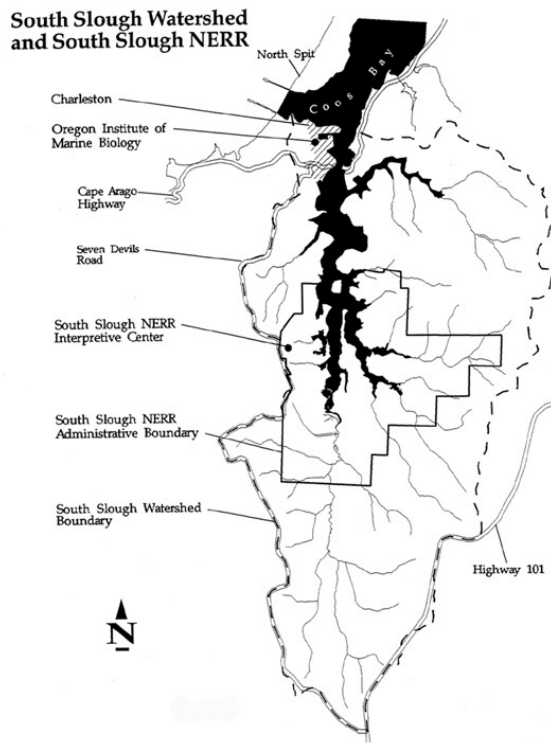 South Slough Watershed
and South Slough NERR
North Spit
Coos Bay
Charleston
Oregon Institute of
Marine Biology
Cape Arago
Highway
Seven Devils
Road
South Slough NERR
Interpretive Center
South Slough NERR
Administrative Boundary
South Slough Watershed
Boundary
Highway 101
N